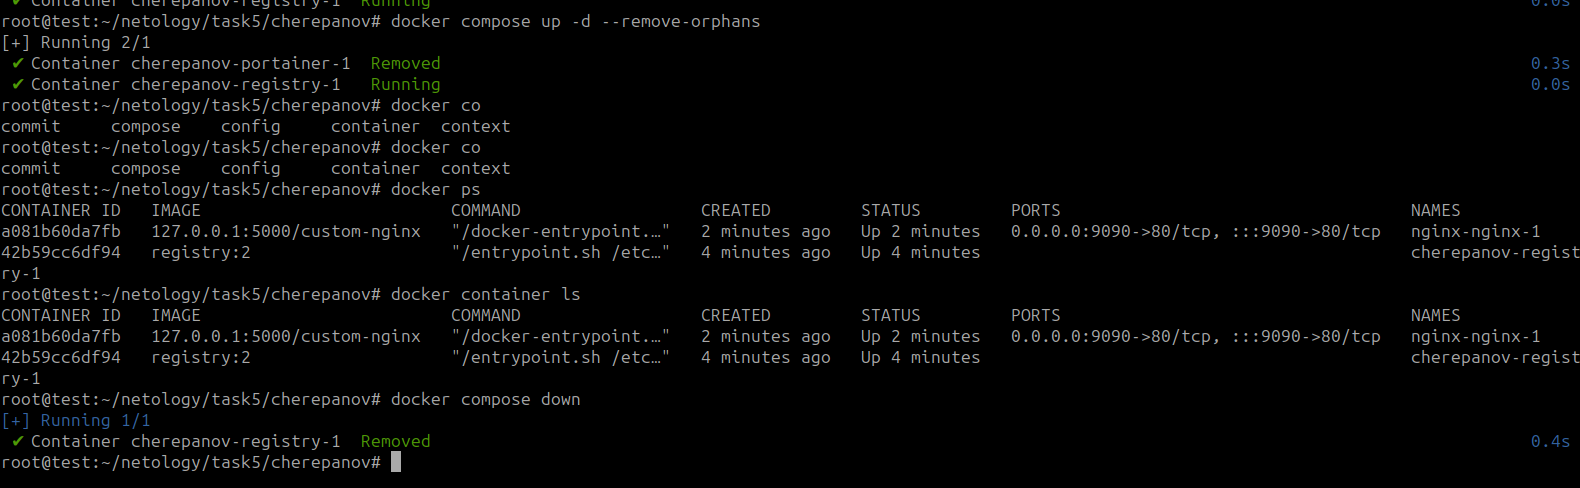 ✔ Container cherepanov-registry-1  Running                    0.0s
root@test:~/netology/task5/cherepanov# docker compose up -d --remove-orphans
[+] Running 2/1
 ✔ Container cherepanov-portainer-1  Removed                    0.3s
 ✔ Container cherepanov-registry-1   Running                    0.0s
root@test:~/netology/task5/cherepanov# docker co
commit     compose    config     container  context
root@test:~/netology/task5/cherepanov# docker co
commit     compose    config     container  context
root@test:~/netology/task5/cherepanov# docker ps
CONTAINER ID   IMAGE                         COMMAND                  CREATED         STATUS         PORTS                                   NAMES
a081b60da7fb   127.0.0.1:5000/custom-nginx   "/docker-entrypoint.…"   2 minutes ago   Up 2 minutes   0.0.0.0:9090->80/tcp, :::9090->80/tcp   nginx-nginx-1
42b59cc6df94   registry:2                    "/entrypoint.sh /etc…"   4 minutes ago   Up 4 minutes                                           cherepanov-regist
ry-1
root@test:~/netology/task5/cherepanov# docker container ls
CONTAINER ID   IMAGE                         COMMAND                  CREATED         STATUS         PORTS                                   NAMES
a081b60da7fb   127.0.0.1:5000/custom-nginx   "/docker-entrypoint.…"   2 minutes ago   Up 2 minutes   0.0.0.0:9090->80/tcp, :::9090->80/tcp   nginx-nginx-1
42b59cc6df94   registry:2                    "/entrypoint.sh /etc…"   4 minutes ago   Up 4 minutes                                           cherepanov-regist
ry-1
root@test:~/netology/task5/cherepanov# docker compose down
[+] Running 1/1
 ✔ Container cherepanov-registry-1  Removed                    0.4s
root@test:~/netology/task5/cherepanov#